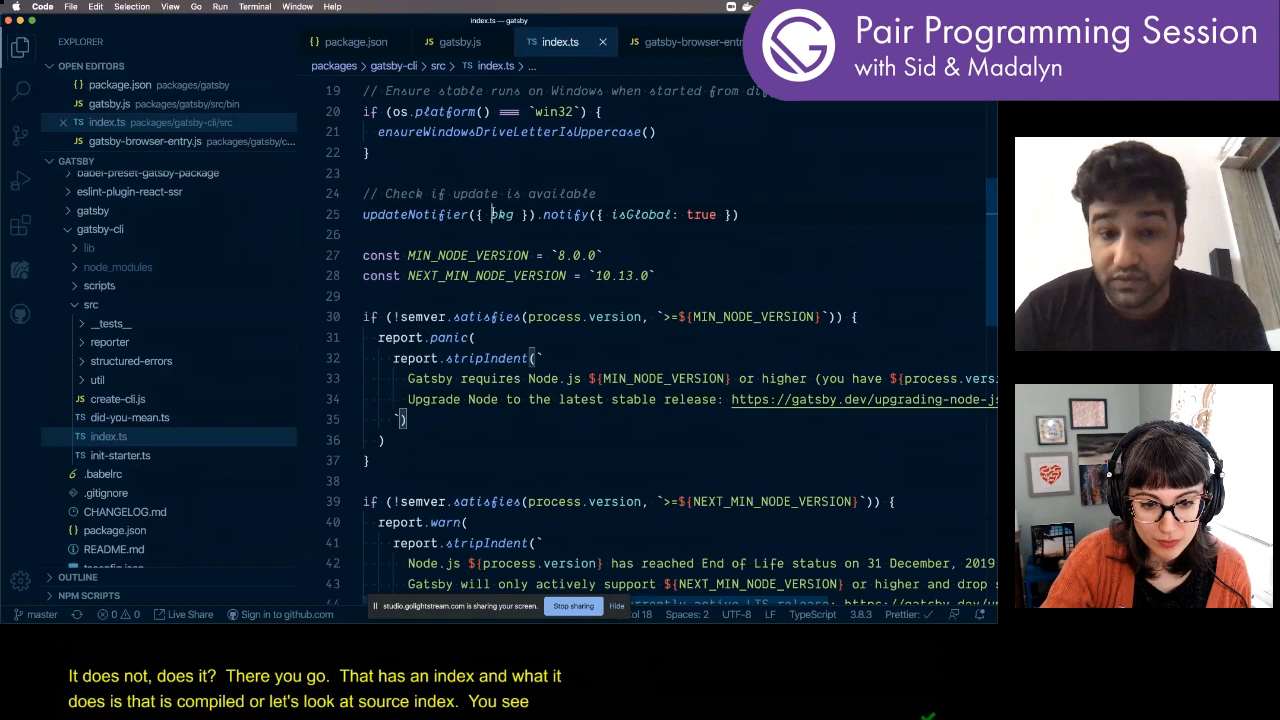 Code File Edit Selection View Go Run Terminal Window Help
index.ts — gatsby
Pair Programming Session
with Sid & Madalyn
EXPLORER
package.json
gatsby.js
index.ts
gatsby-browser-entr
OPEN EDITORS
package.json packages/gatsby
gatsby.js packages/gatsby/src/bin
index.ts packages/gatsby-cli/src
gatsby-browser-entry.js packages/gatsby/c...
GATSBY
babel-preset-gatsby-package
eslint-plugin-react-ssr
gatsby
gatsby-cli
lib
node_modules
scripts
src
__tests__
reporter
structured-errors
util
create-cli.js
did-you-mean.ts
index.ts
init-starter.ts
.babelrc
.gitignore
CHANGELOG.md
package.json
README.md
OUTLINE
NPM SCRIPTS
packages > gatsby-cli > src > index.ts > ...
19 // Ensure stable runs on Windows when started from
20 if (os.platform() === `win32`) {
21 ensureWindowsDriveLetterIsUppercase()
22 }
23
24 // Check if update is available
25 updateNotifier({ pkg }).notify({ isGlobal: true })
26
27 const MIN_NODE_VERSION = `8.0.0`
28 const NEXT_MIN_NODE_VERSION = `10.13.0`
29
30 if (!semver.satisfies(process.version, `>=${MIN_NODE_VERSION}`)) {
31 report.panic(
32 report.stripIndent(`
33 Gatsby requires Node.js ${MIN_NODE_VERSION} or higher (you have ${process.versi
34 Upgrade Node to the latest stable release: https://gatsby.dev/upgrading-node-js
35 `)
36 )
37 }
38
39 if (!semver.satisfies(process.version, `>=${NEXT_MIN_NODE_VERSION}`)) {
40 report.warn(
41 report.stripIndent(`
42 Node.js ${process.version} has reached End of Life status on 31 December, 2019
43 Gatsby will only actively support ${NEXT_MIN_NODE_VERSION} or higher and drop s
studio.golightstream.com is sharing your screen. Stop sharing Hide
master 0 0 Live Share Sign in to github.com
ol 18 Spaces: 2 UTF-8 LF TypeScript 3.8.3 Prettier: ✓
It does not, does it? There you go. That has an index and what it
does is that is compiled or let's look at source index. You see